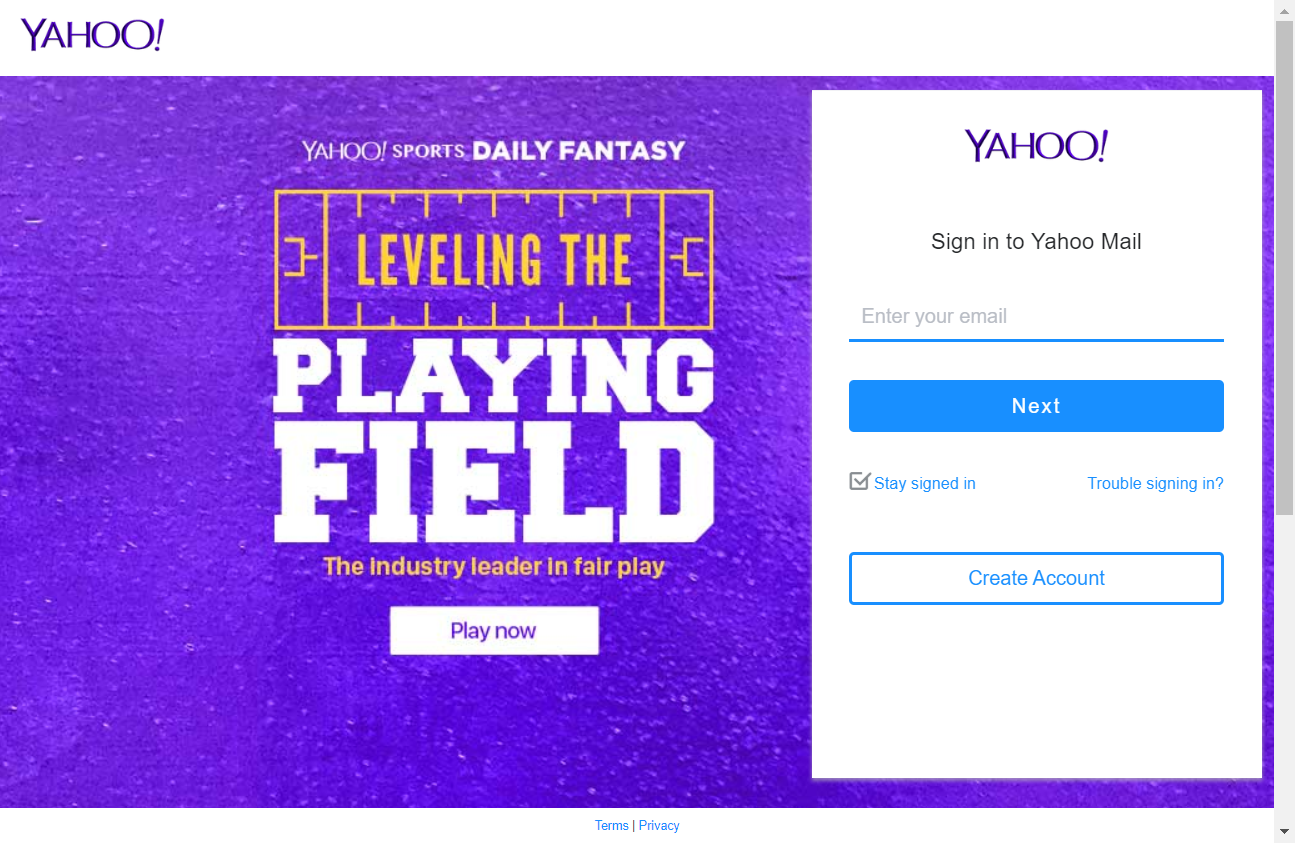 YAHOO!
YAHOO! SPORTS DAILY FANTASY
LEVELING THE
PLAYING
FIELD
The industry leader in fair play
Play now
YAHOO!
Sign in to Yahoo Mail
Enter your email
Next
Stay signed in
Trouble signing in?
Create Account
Terms | Privacy